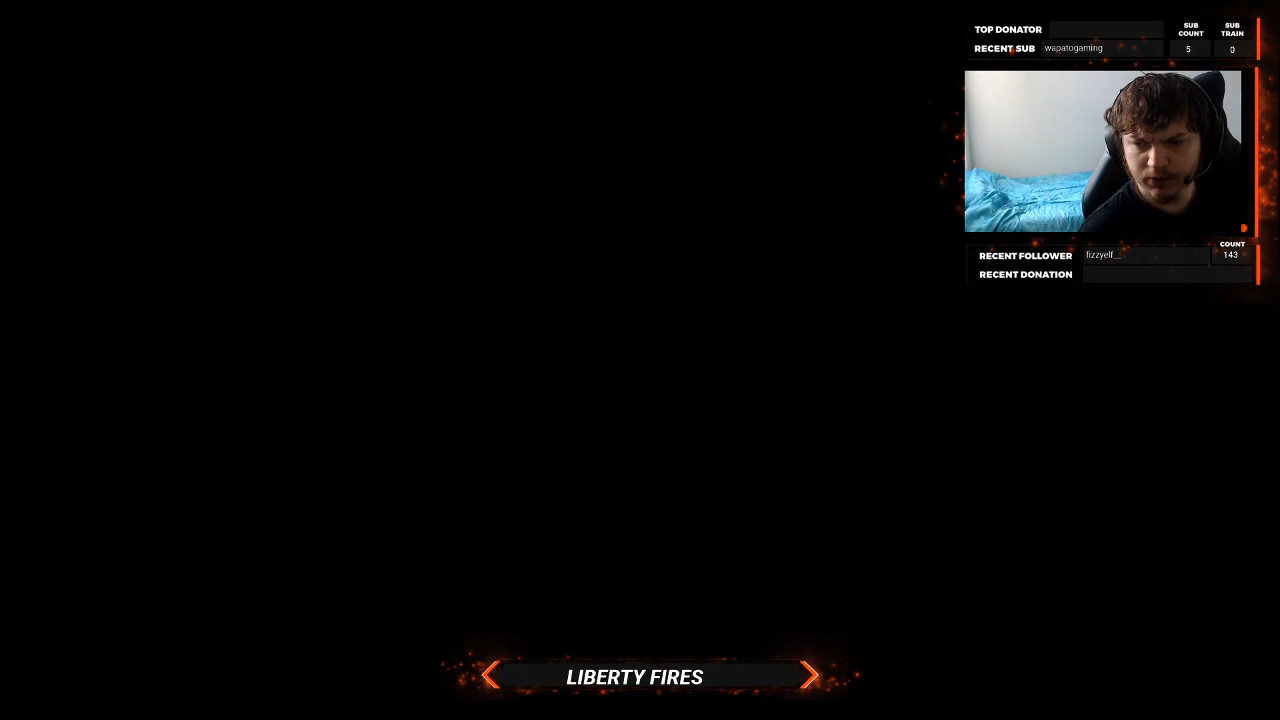 TOP DONATOR
SUB COUNT
SUB TRAIN
RECENT SUB wapatogaming 5 0
COUNT
RECENT FOLLOWER fizzyelf__ 143
RECENT DONATION
LIBERTY FIRES